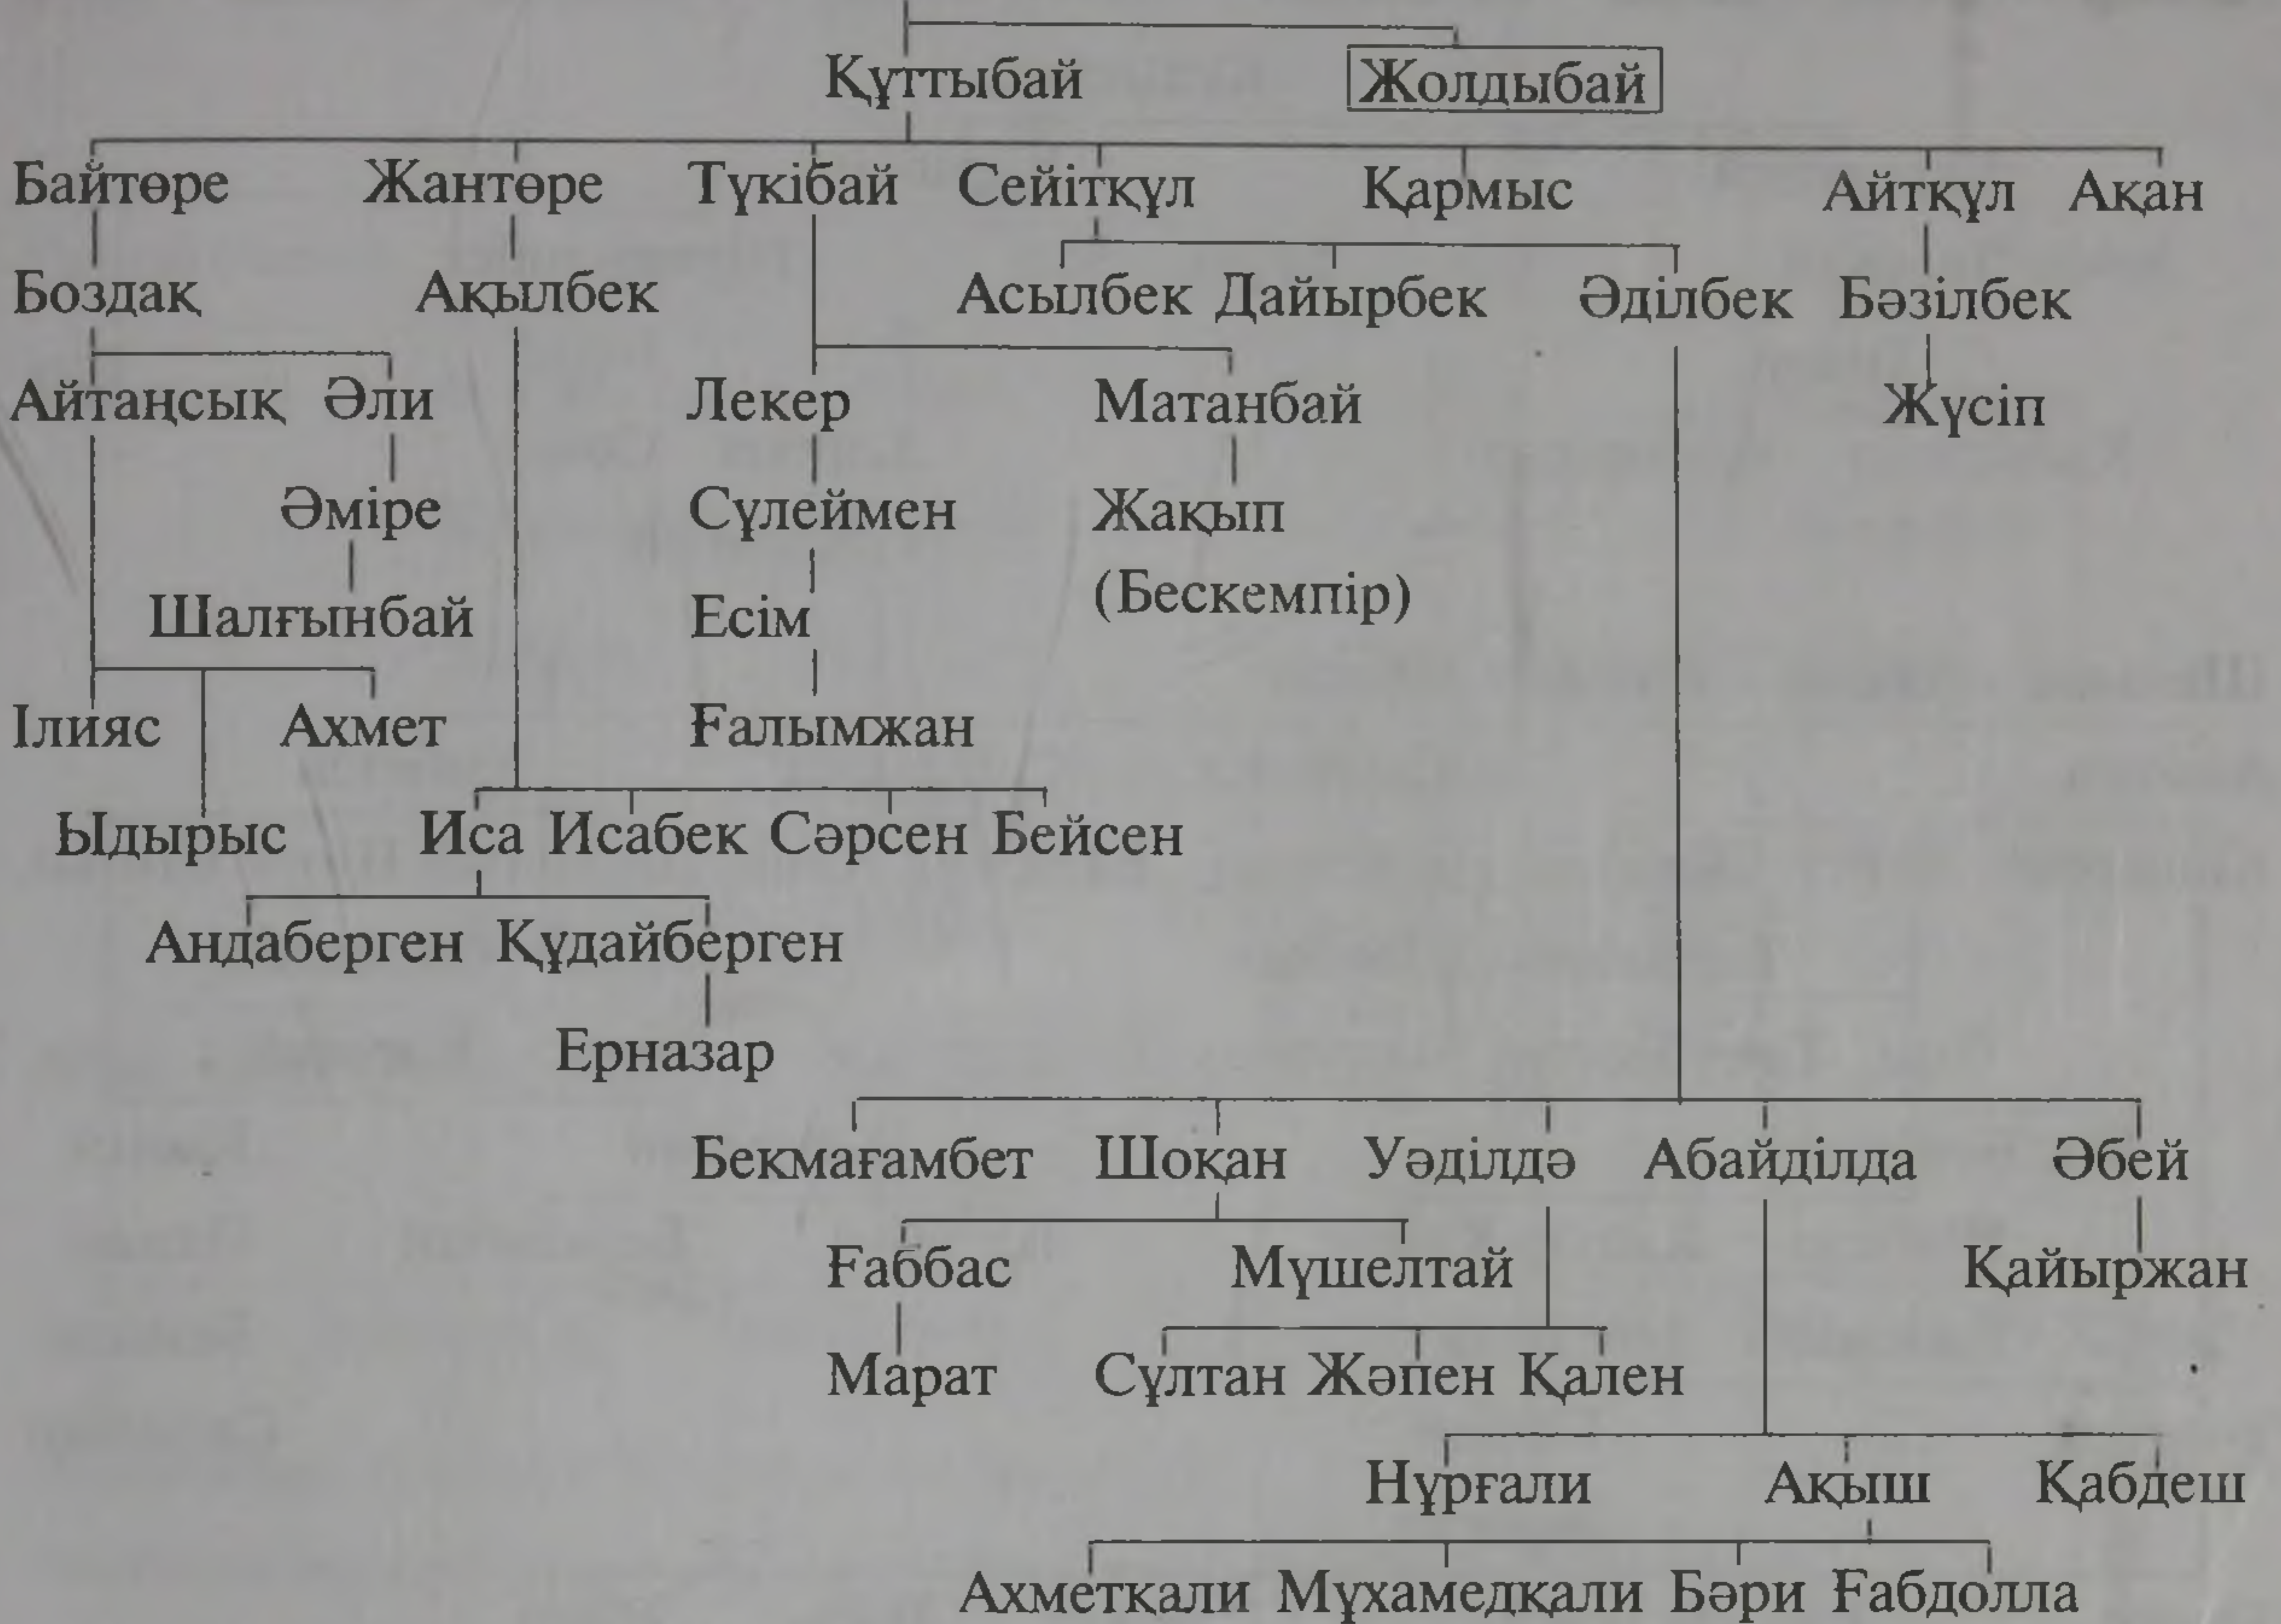 Құттыбай Жолдыбай
Байтөре Жантөре Түкібай Сейітқұл Қармыс Айтқұл Ақан
Боздақ Ақылбек Асылбек Дайырбек Әділбек Бәзілбек
Айтаңсық Әли Лекер Матанбай Жүсіп
Әміре Сүлеймен Жақып
Шалғынбай Есім (Бескемпір)
Ілияс Ахмет Ғалымжан
Ыдырыс Иса Исабек Сәрсен Бейсен
Андаберген Құдайберген
Ерназар
Бекмағамбет Шоқан Уәділдә Абайділда Әбей
Ғаббас Мүшелтай Қайыржан
Марат Сұлтан Жәпен Қален
Нұрғали Ақыш Қабдеш
Ахметқали Мұхамедқали Бәри Ғабдолла